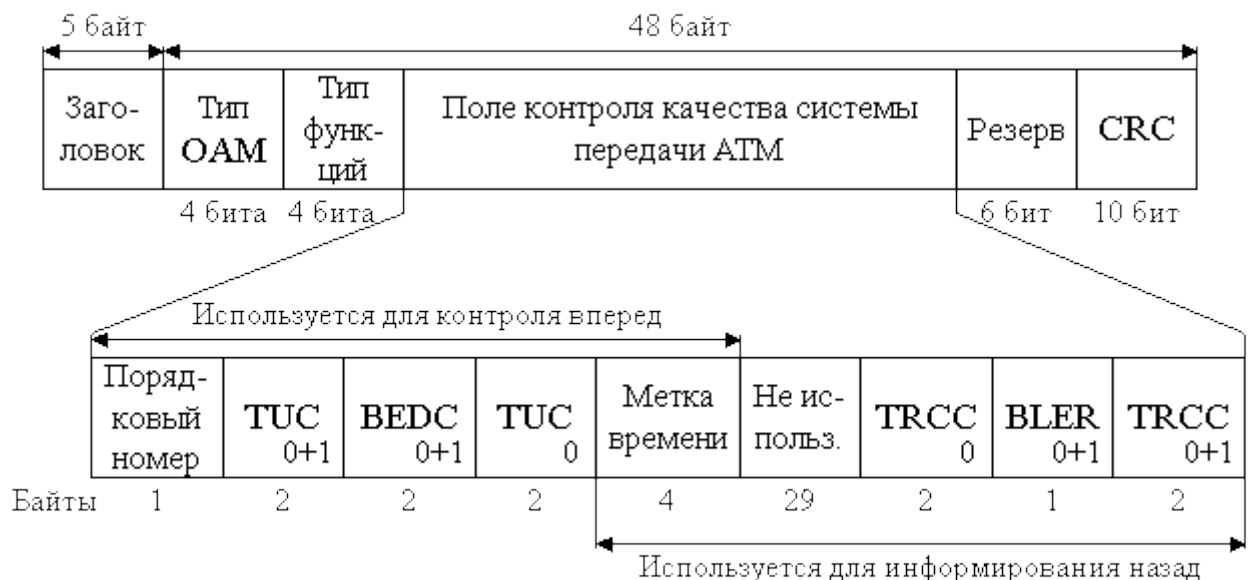 5 байт 48 байт
Заго-
ловок
Тип
OAM
Тип
функ-
ций
Поле контроля качества системы
передачи АТМ
Резерв
CRC
4 бита 4 бита 6 бит 10 бит
Используется для контроля вперед
Поряд-
ковый
номер
TUC
0+1
BEDC
0+1
TUC
0
Метка
времени
Не ис-
польз.
TRCC
0
BLER
0+1
TRCC
0+1
Байты 1 2 2 2 4 29 2 1 2
Используется для информирования назад